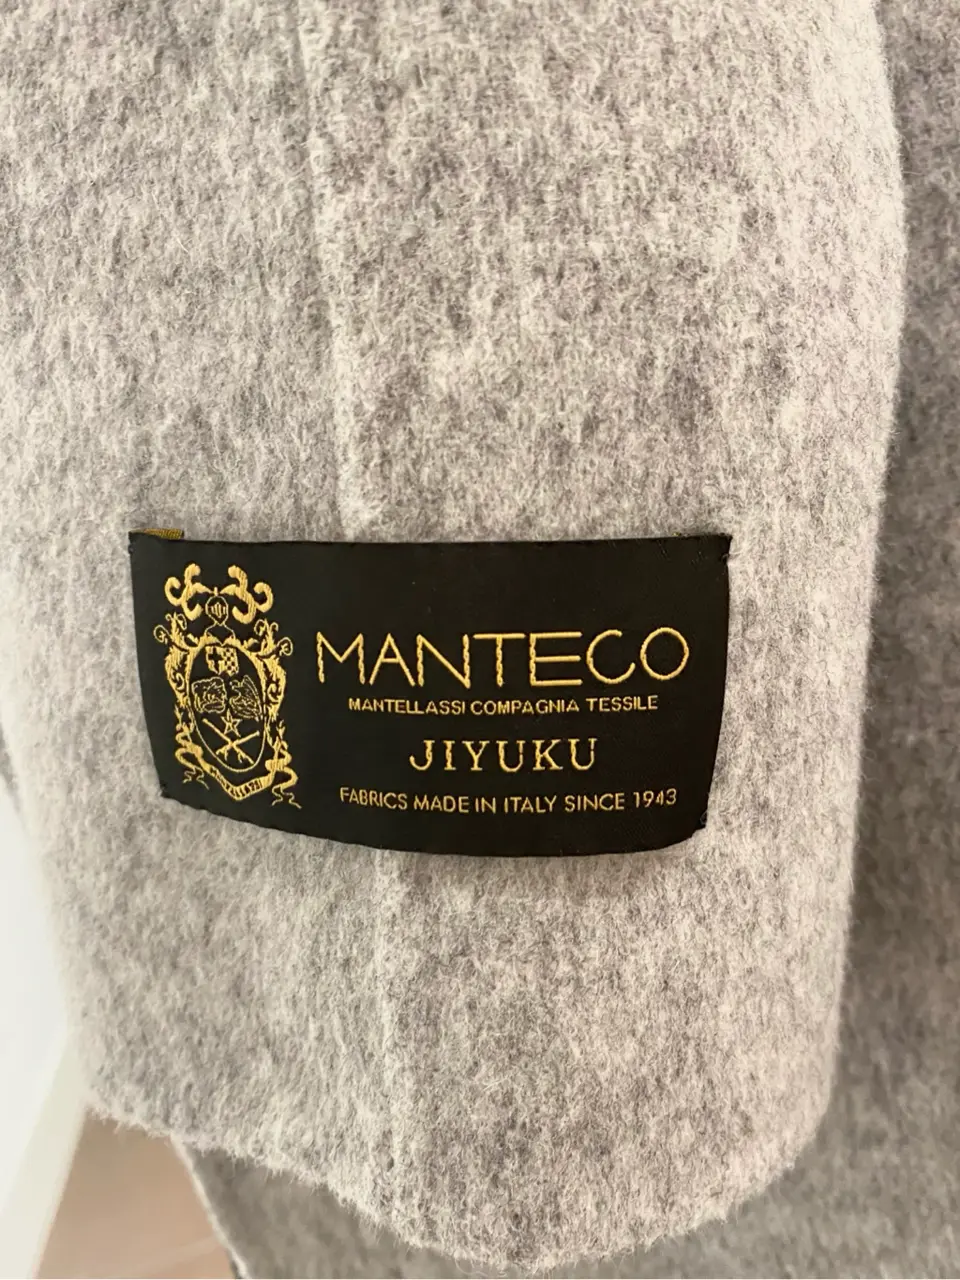 MANTECO
MANTELLASSI COMPAGNIA TESSILE
JIYUKU
FABRICS MADE IN ITALY SINCE 1943